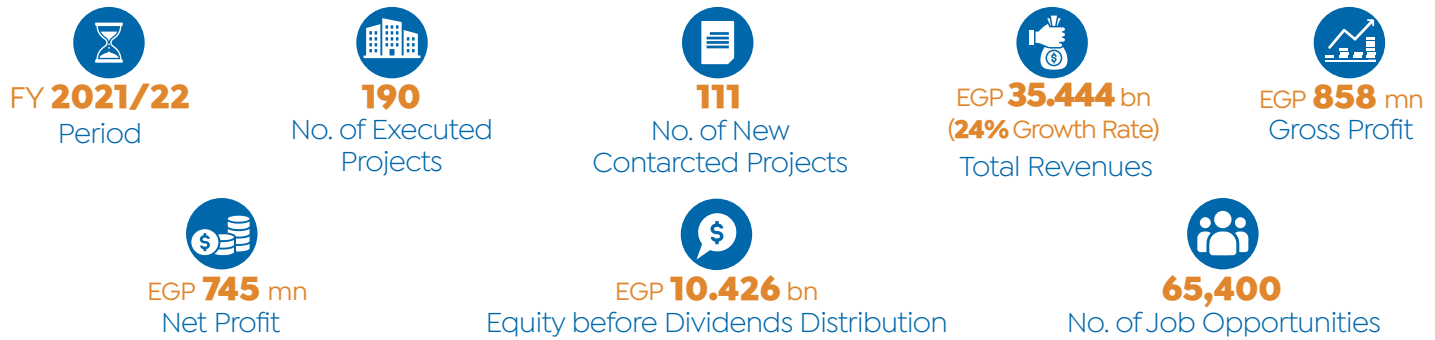 FY 2021/22
Period
190
No. of Executed
Projects
111
No. of New
Contarcted Projects
EGP 35.444 bn
(24% Growth Rate)
Total Revenues
EGP 858 mn
Gross Profit
EGP 745 mn
Net Profit
EGP 10.426 bn
Equity before Dividends Distribution
65,400
No. of Job Opportunities